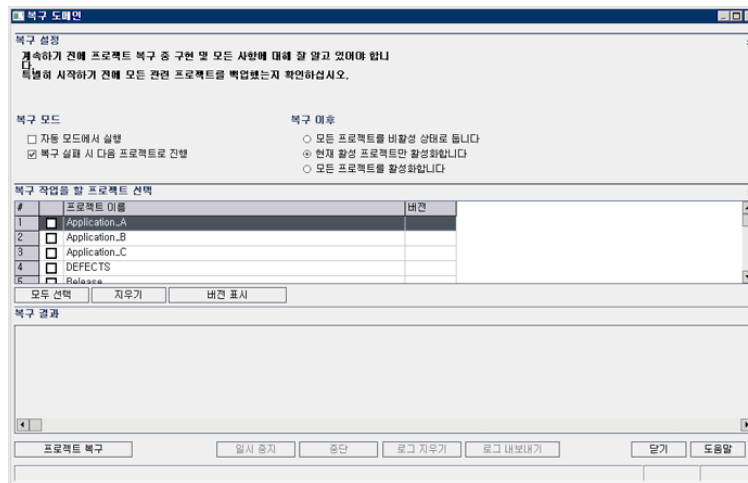 복구 도메인
복구 설정
계속하기 전에 프로젝트 복구 중 구현 및 모든 사항에 대해 잘 알고 있어야 합니
다.
특별히 시작하기 전에 모든 관련 프로젝트를 백업했는지 확인하십시오.
복구 모드
복구 이후
자동 모드에서 실행
모든 프로젝트를 비활성 상태로 둡니다
복구 실패 시 다음 프로젝트로 진행
현재 활성 프로젝트만 활성화합니다
모든 프로젝트를 활성화합니다
복구 작업을 할 프로젝트 선택
# 프로젝트 이름 버전
1 Application_A
2 Application_B
3 Application_C
4 DEFECTS
5 Release
모두 선택 지우기 버전 표시
복구 결과
프로젝트 복구 일시 중지 중단 로그 지우기 로그 내보내기 닫기 도움말